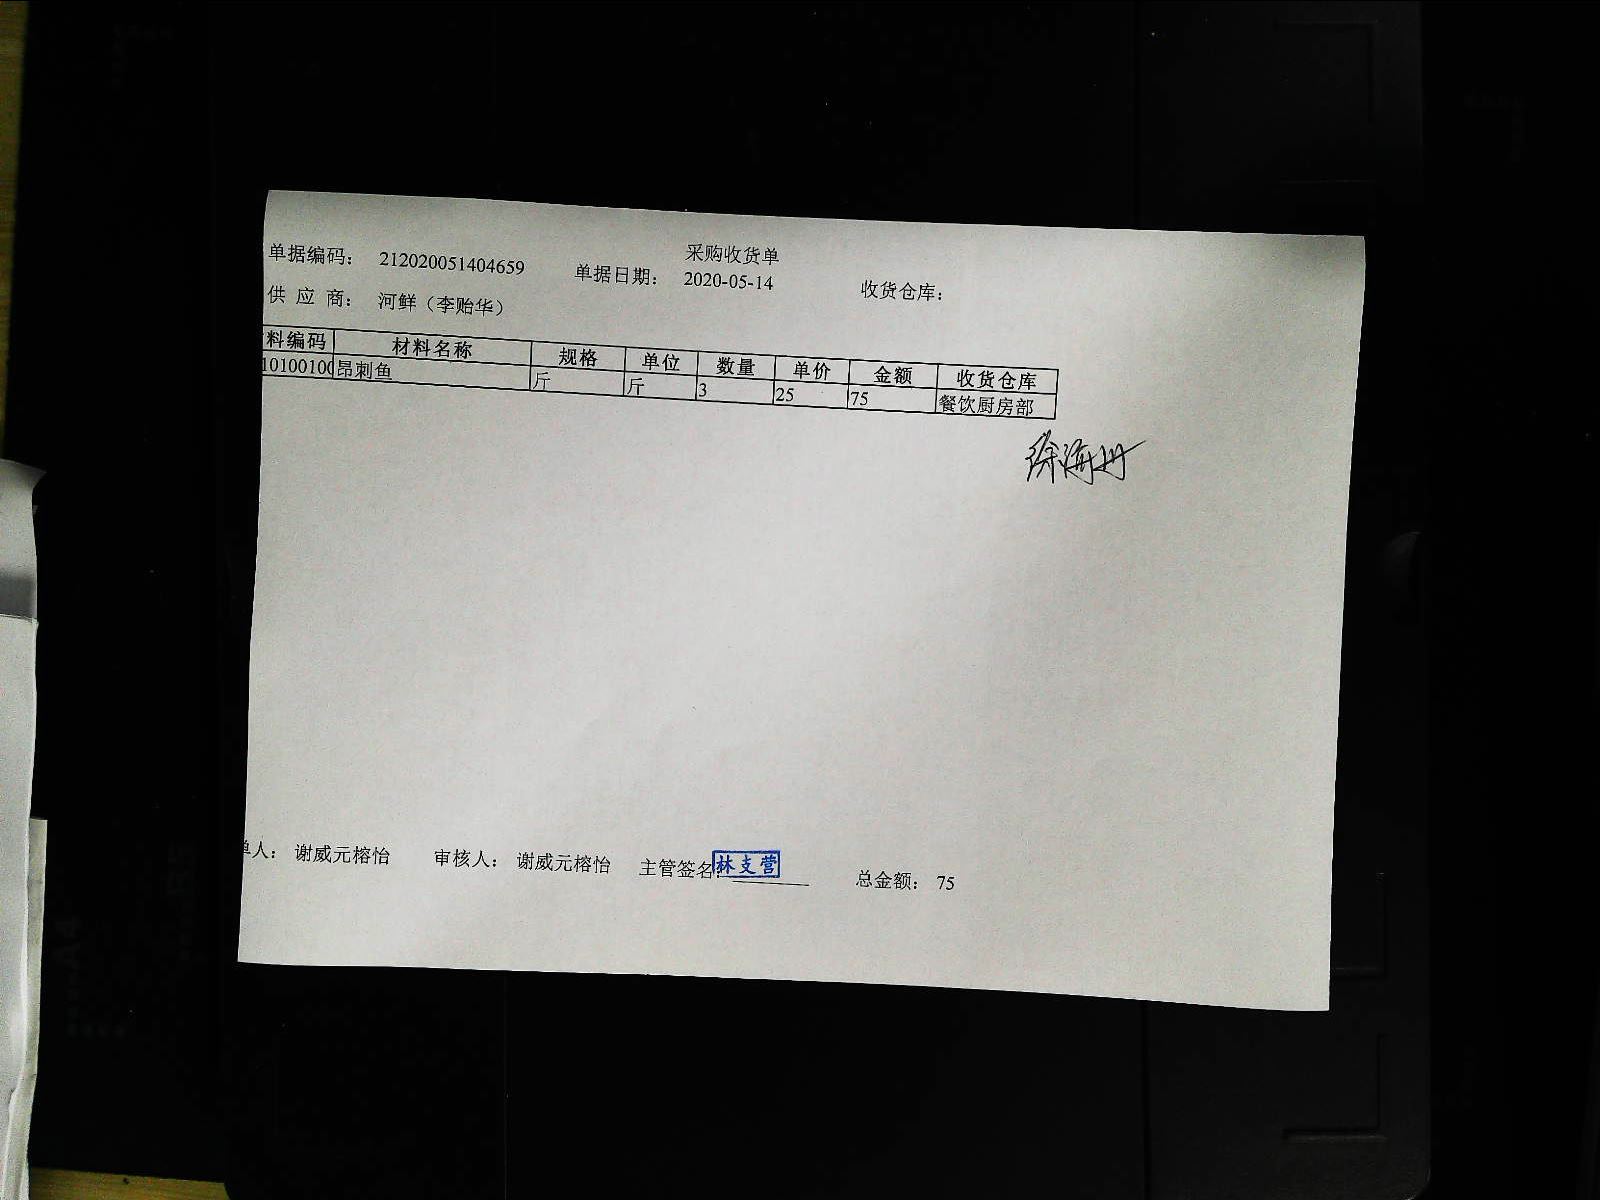 采购收货单
单据编码： 212020051404659 单据日期： 2020-05-14 收货仓库：
供 应 商： 河鲜（李贻华）
料编码 材料名称 规格 单位 数量 单价 金额 收货仓库
10100100 昂刺鱼 斤 斤 3 25 75 餐饮厨房部
徐海丹
单人： 谢威元榕怡 审核人： 谢威元榕怡 主管签名： 林支营 总金额： 75